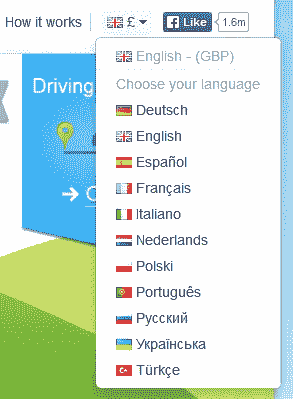 How it works
£
Like
1.6m
English - (GBP)
Driving
Choose your language
Deutsch
English
Español
Français
Italiano
Nederlands
Polski
Português
Русский
Українська
Türkçe